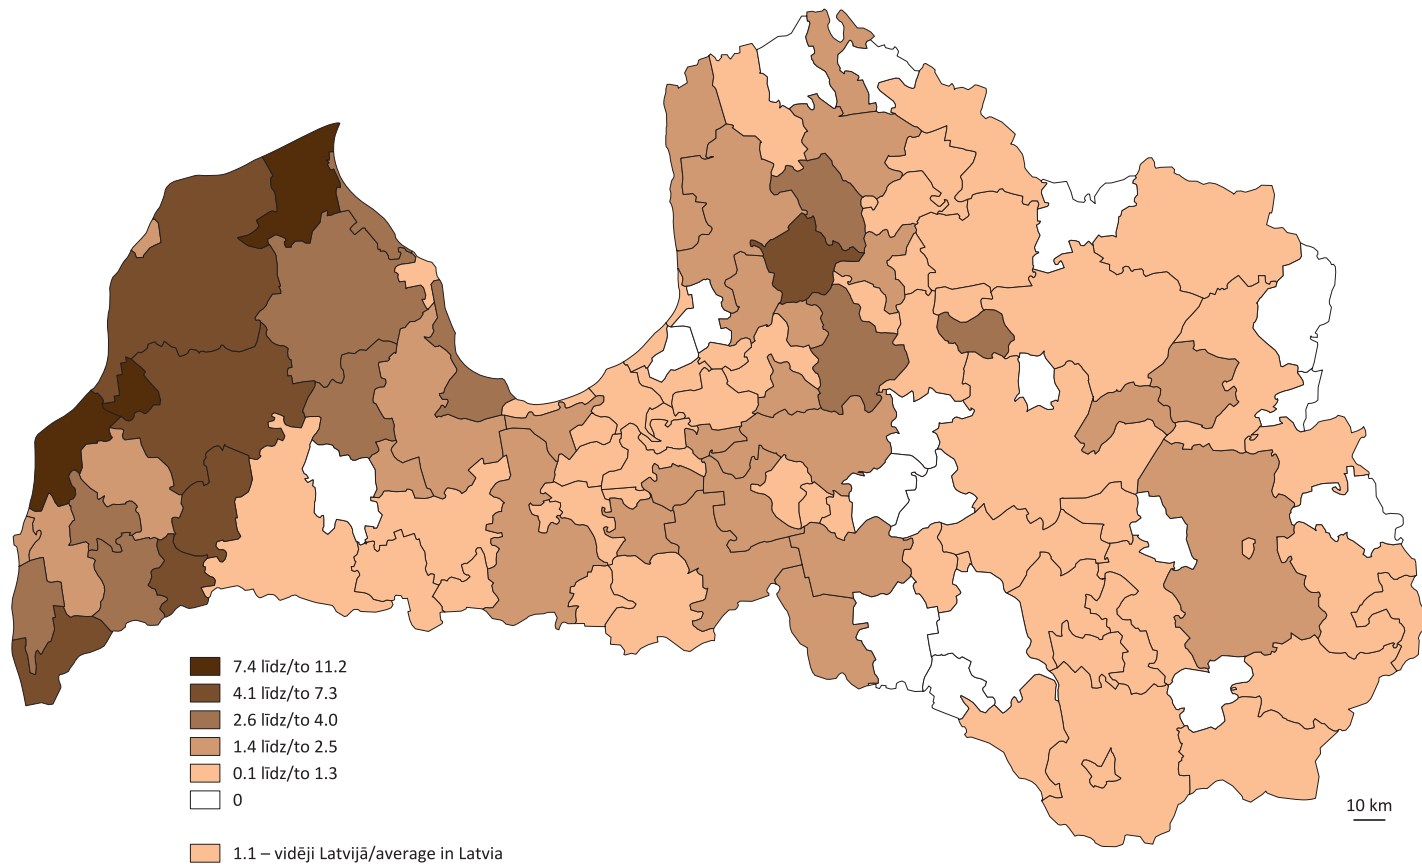 7.4 līdz/to 11.2
4.1 līdz/to 7.3
2.6 līdz/to 4.0
1.4 līdz/to 2.5
0.1 līdz/to 1.3
0
10 km
1.1 – vidēji Latvijā/average in Latvia